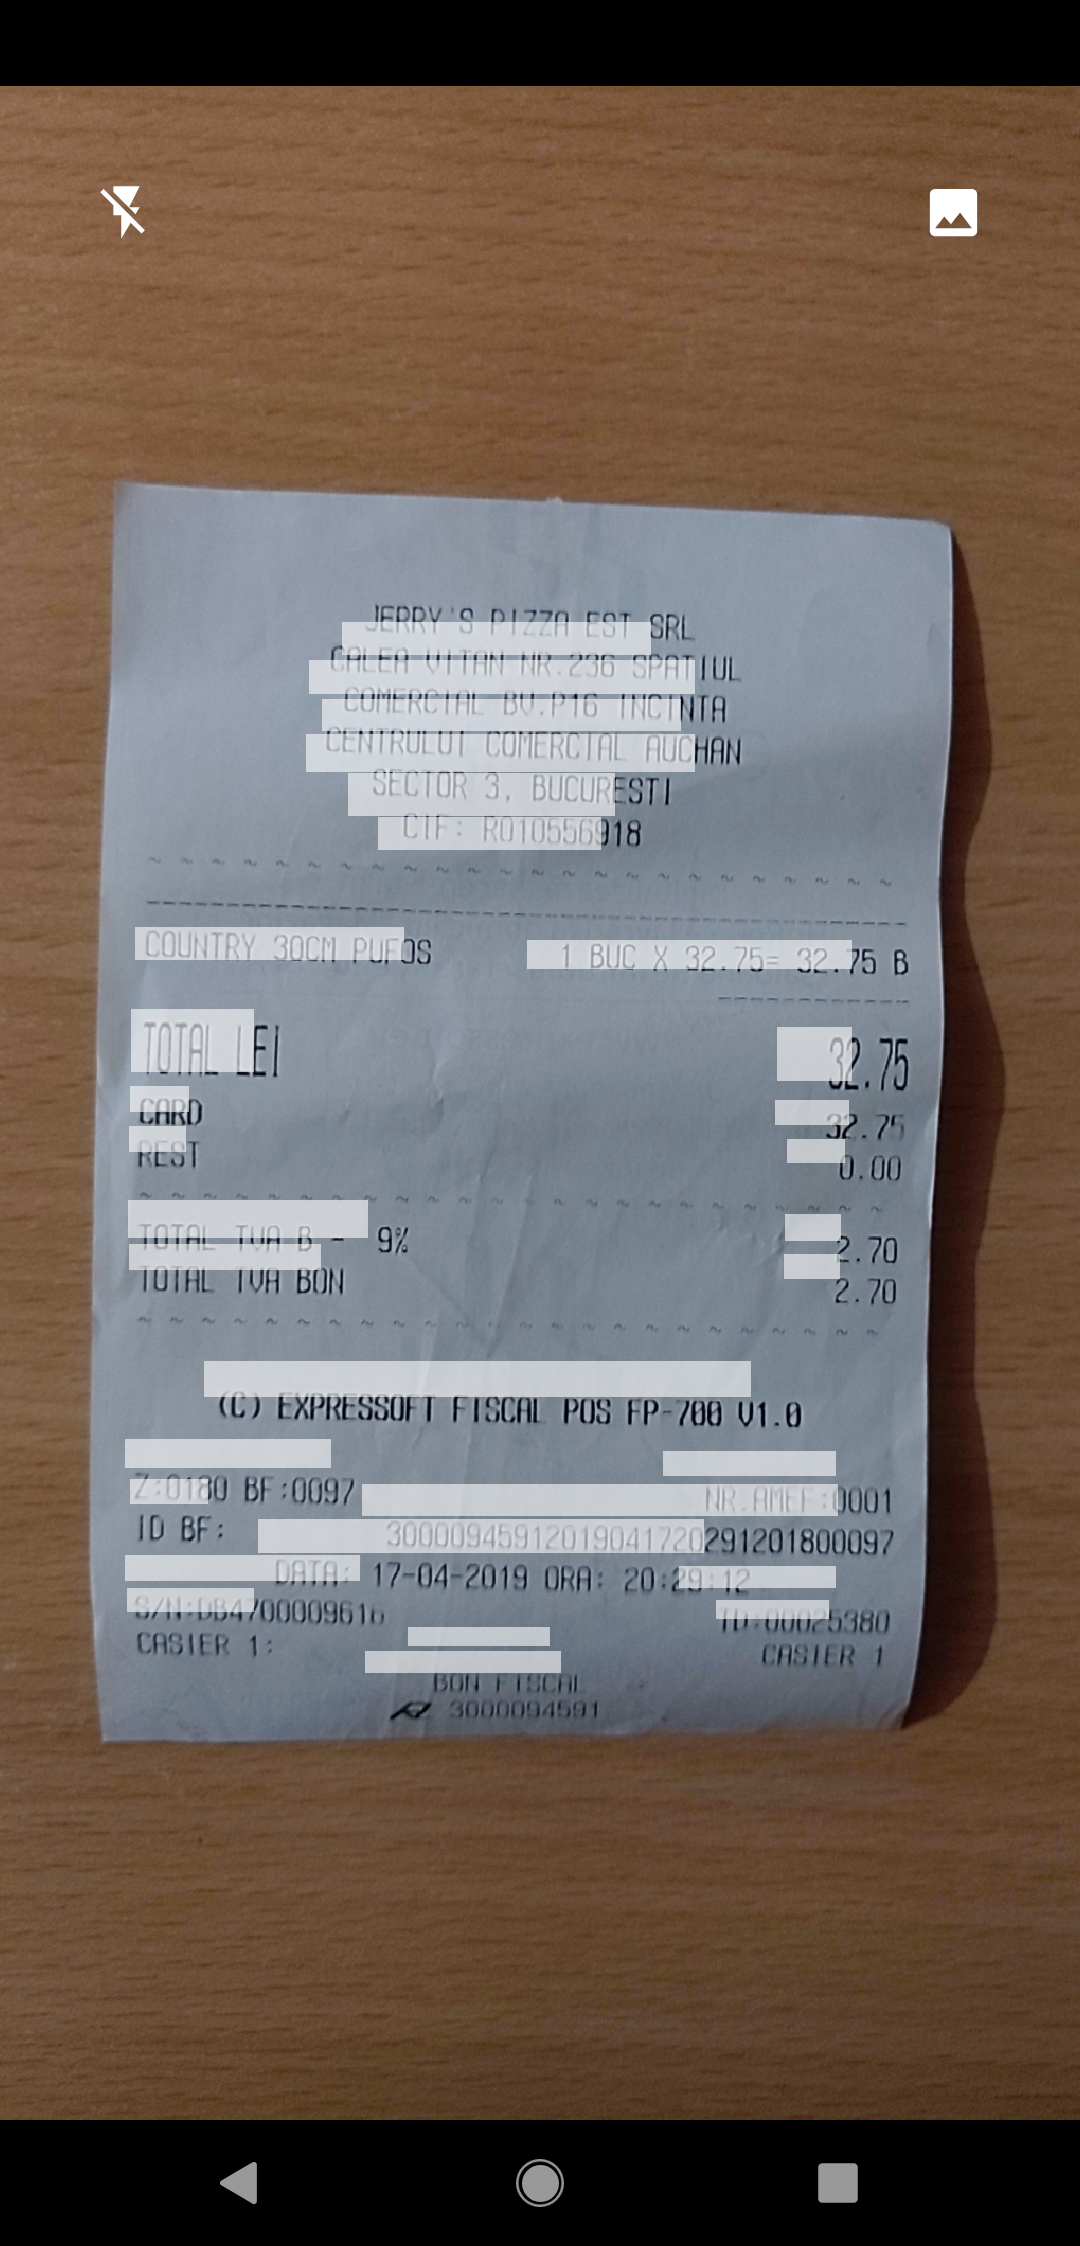 JERRY'S PIZZA EST SRL
CALEA VITAN NR.236 SPATIUL
COMERCIAL BV.P16 INCINTA
CENTRULUI COMERCIAL AUCHAN
SECTOR 3, BUCURESTI
CIF: RO10556918
COUNTRY 30CM PUFOS 1 BUC X 32.75= 32.75 B
TOTAL LEI 32.75
CARD 32.75
REST 0.00
TOTAL TVA B - 9% 2.70
TOTAL TVA BON 2.70
(C) EXPRESSOFT FISCAL POS FP-700 V1.0
Z:0180 BF:0097 NR.AMEF:0001
ID BF: 300009459120190417202912018 00097
DATA: 17-04-2019 ORA: 20:29:12
S/N:DB4700009616 ID:00025380
CASIER 1: CASIER 1
BON FISCAL
3000094591